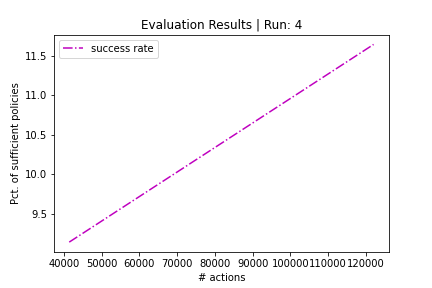 Evaluation Results | Run: 4
success rate
Pct. of sufficient policies
11.5
11.0
10.5
10.0
9.5
40000 50000 60000 70000 80000 90000 100000 110000 120000
# actions